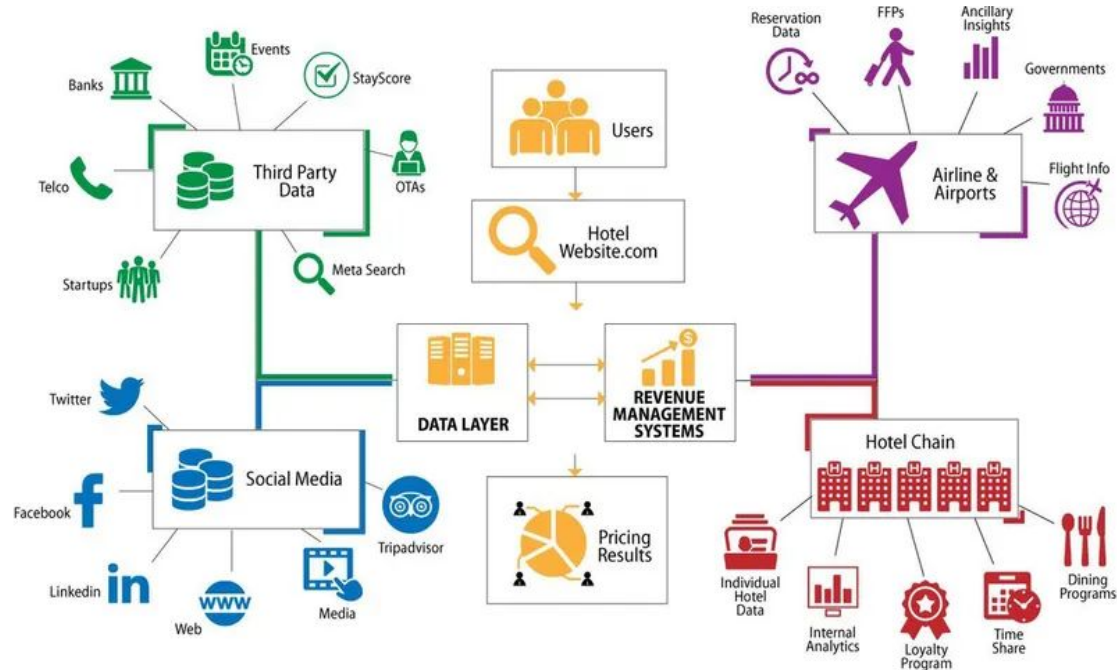 Events
Banks
StayScore
Third Party
Data
Telco
OTAs
Startups
Meta Search
Users
Hotel
Website.com
Reservation
Data
FFPs
Ancillary
Insights
Governments
Airline &
Airports
Flight Info
DATA LAYER
$
REVENUE
MANAGEMENT
SYSTEMS
Twitter
Social Media
Facebook
f
Tripadvisor
Linkedin
in
Web
www
Media
Pricing
Results
Hotel Chain
H
H
H
H
H
Individual
Hotel
Data
Internal
Analytics
Loyalty
Program
Time
Share
Dining
Programs